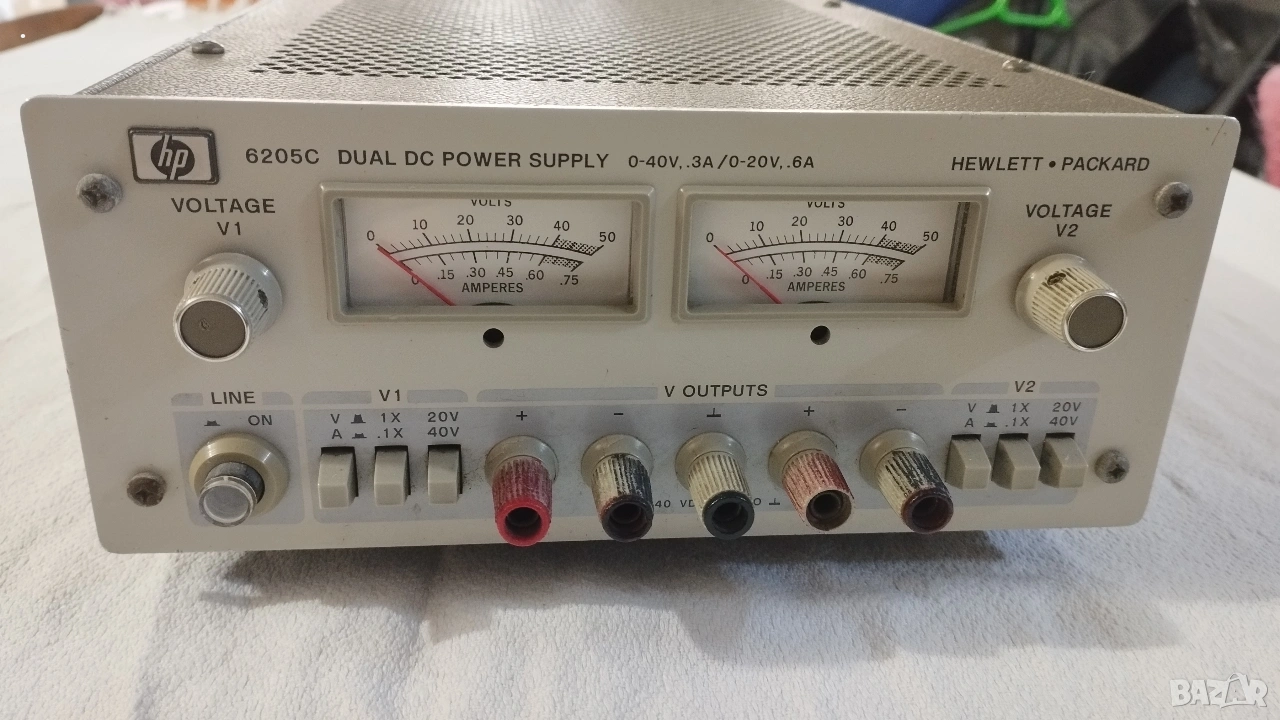 hp 6205C DUAL DC POWER SUPPLY 0-40V,.3A/0-20V,.6A HEWLETT • PACKARD
VOLTAGE
V1
VOLTS
0 10 20 30 40 50
0 .15 .30 .45 .60 .75
AMPERES
VOLTS
0 10 20 30 40 50
0 .15 .30 .45 .60 .75
AMPERES
VOLTAGE
V2
LINE
ON
V1
V 1X 20V
A .1X 40V
V OUTPUTS
+ - ⊥ + -
40 VD O ⊥
V2
V 1X 20V
A .1X 40V
BAZAR